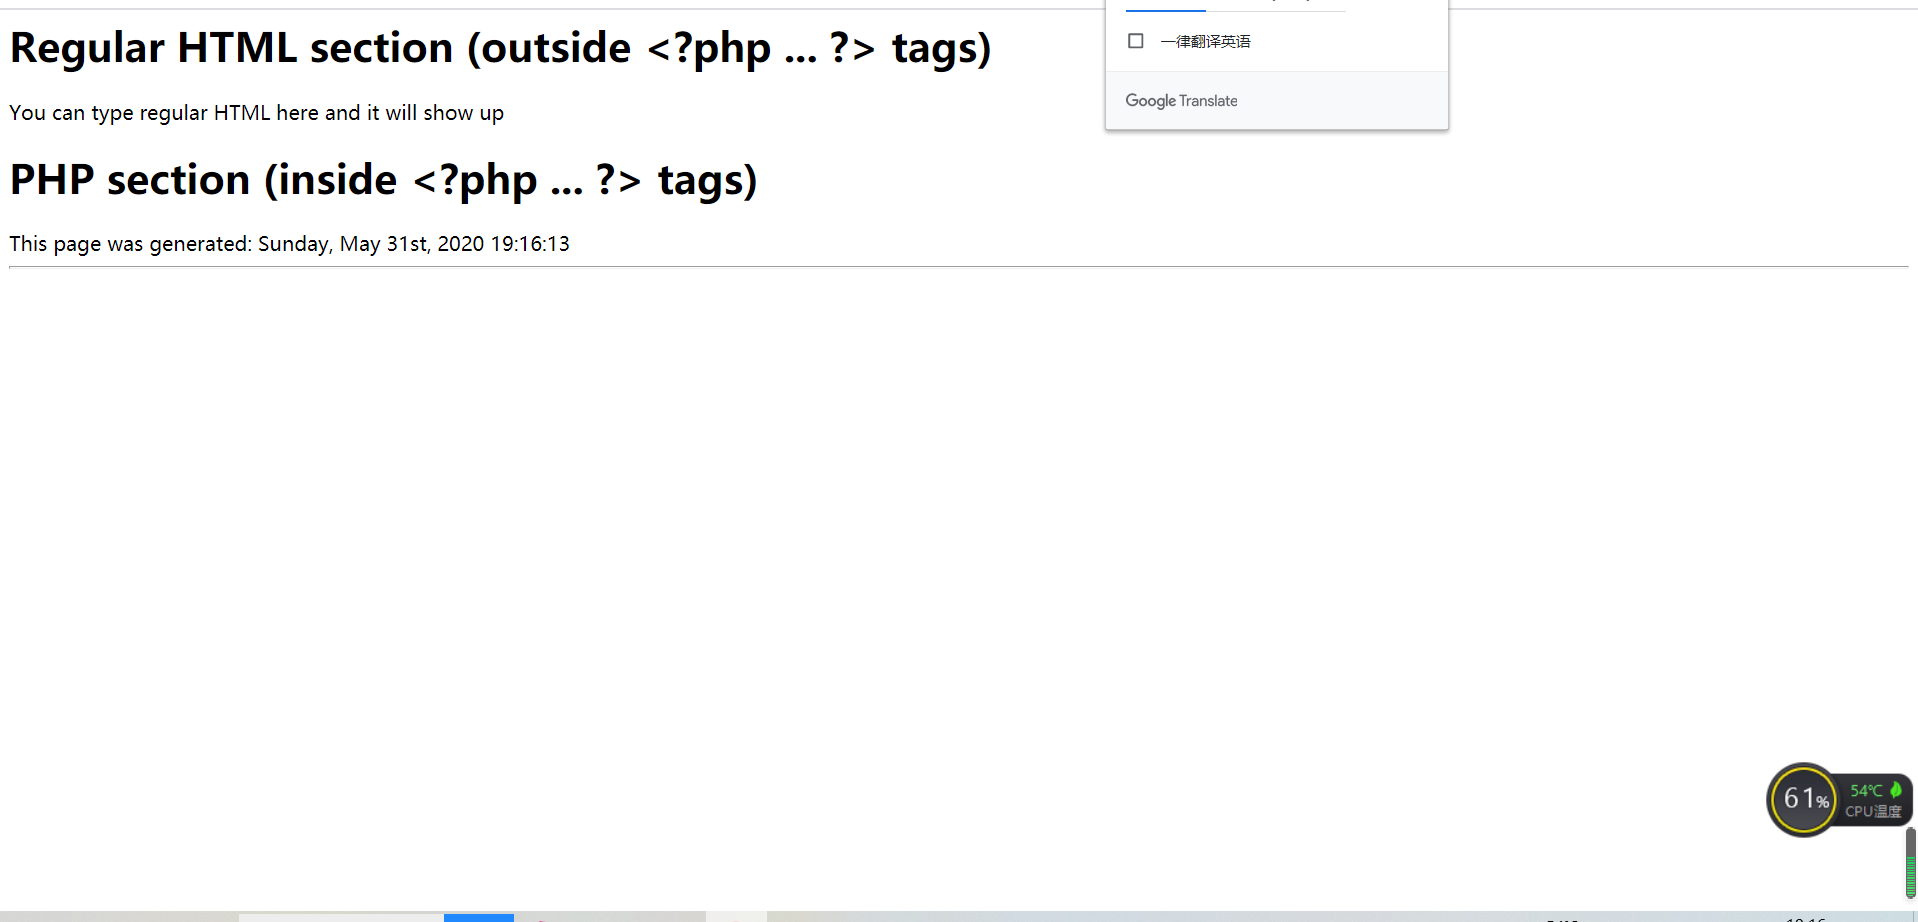 Regular HTML section (outside <?php ... ?> tags)
You can type regular HTML here and it will show up
PHP section (inside <?php ... ?> tags)
This page was generated: Sunday, May 31st, 2020 19:16:13
一律翻译英语
Google Translate
61%
54℃
CPU温度